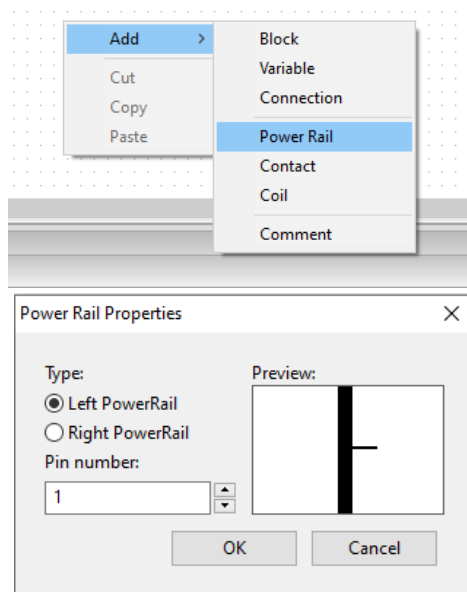 Add >
Cut
Copy
Paste
Block
Variable
Connection
Power Rail
Contact
Coil
Comment
Power Rail Properties
Type:
Left PowerRail
Right PowerRail
Pin number:
1
Preview:
OK
Cancel